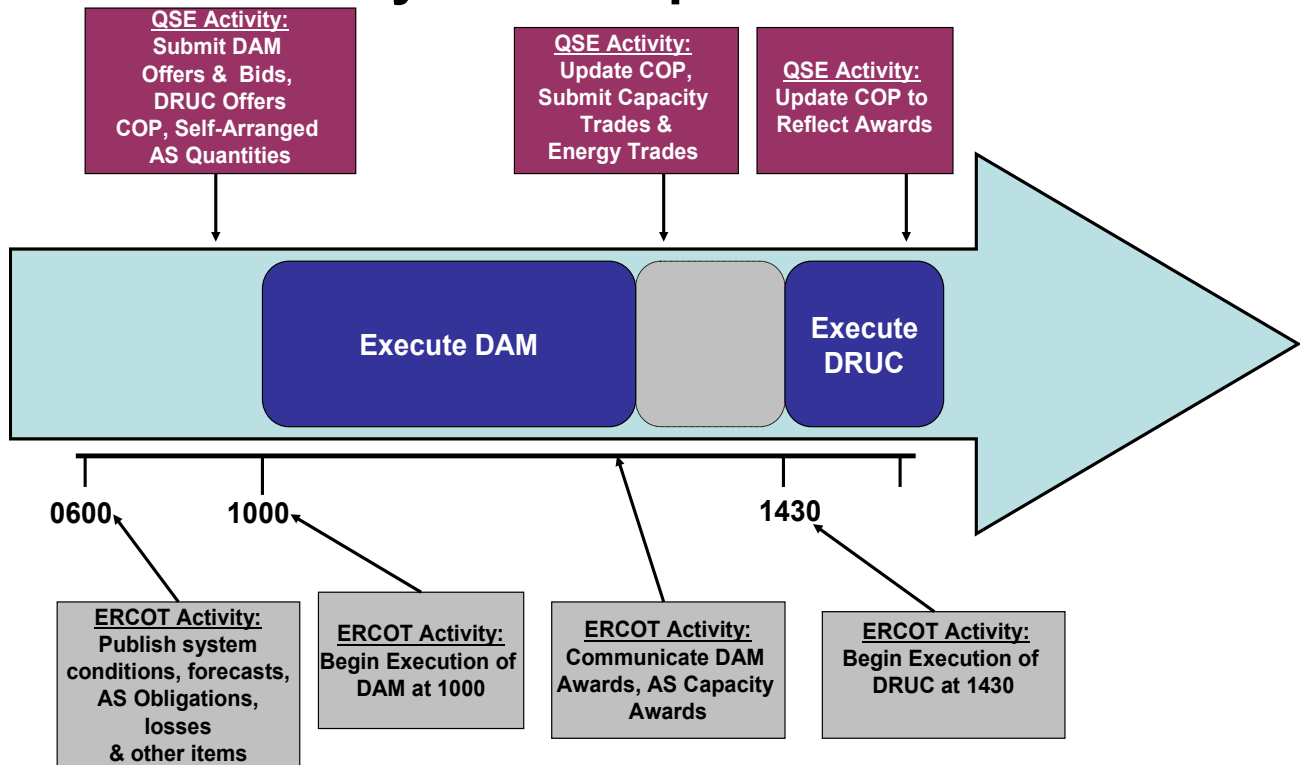 QSE Activity:
Submit DAM
Offers & Bids,
DRUC Offers
COP, Self-Arranged
AS Quantities
QSE Activity:
Update COP,
Submit Capacity
Trades &
Energy Trades
QSE Activity:
Update COP to
Reflect Awards
Execute DAM
Execute
DRUC
0600
1000
1430
ERCOT Activity:
Publish system
conditions, forecasts,
AS Obligations,
losses
& other items
ERCOT Activity:
Begin Execution of
DAM at 1000
ERCOT Activity:
Communicate DAM
Awards, AS Capacity
Awards
ERCOT Activity:
Begin Execution of
DRUC at 1430